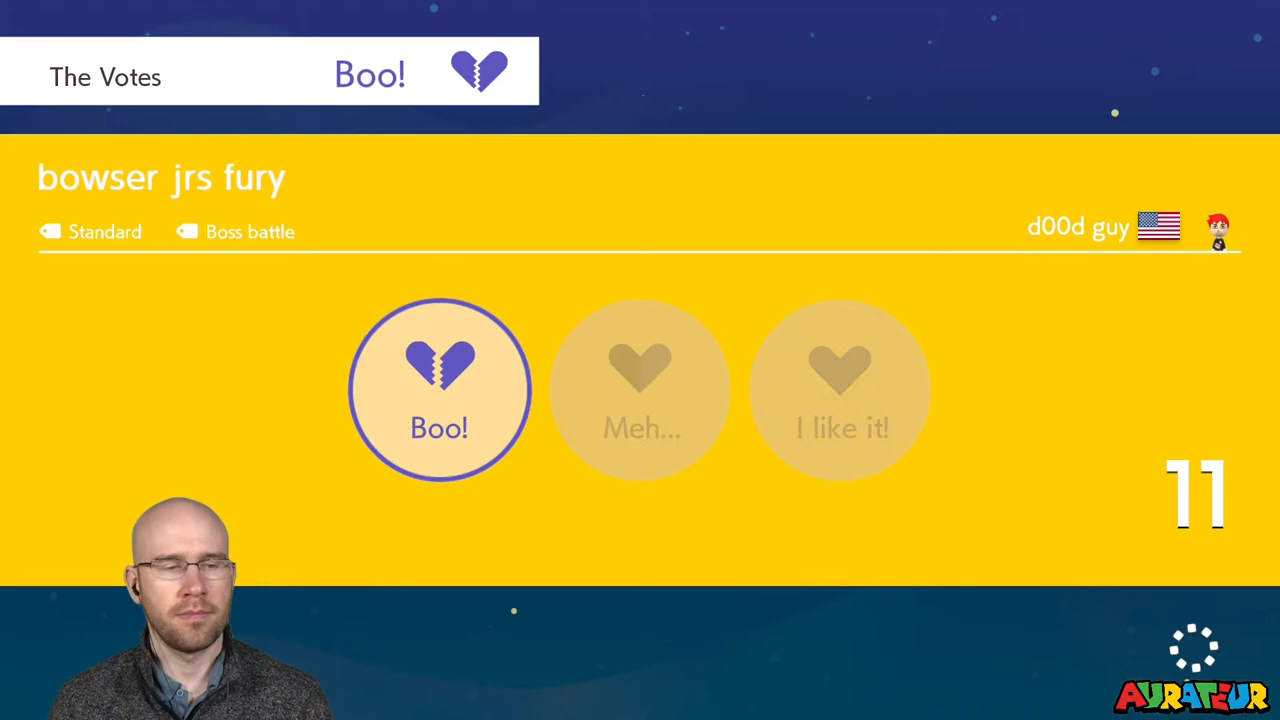 The Votes Boo!
bowser jrs fury
Standard Boss battle d00d guy
Boo! Meh... I like it!
11
AURATEUR